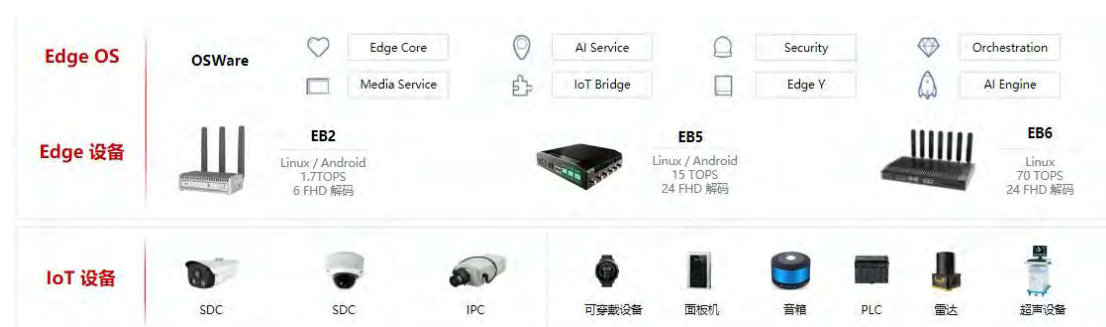 Edge OS
OSWare
Edge Core
AI Service
Security
Orchestration
Media Service
IoT Bridge
Edge Y
AI Engine
Edge 设备
EB2
Linux / Android
1.7TOPS
6 FHD 解码
EB5
Linux / Android
15 TOPS
24 FHD 解码
EB6
Linux
70 TOPS
24 FHD 解码
IoT 设备
SDC
SDC
IPC
可穿戴设备
面板机
音箱
PLC
雷达
超声设备